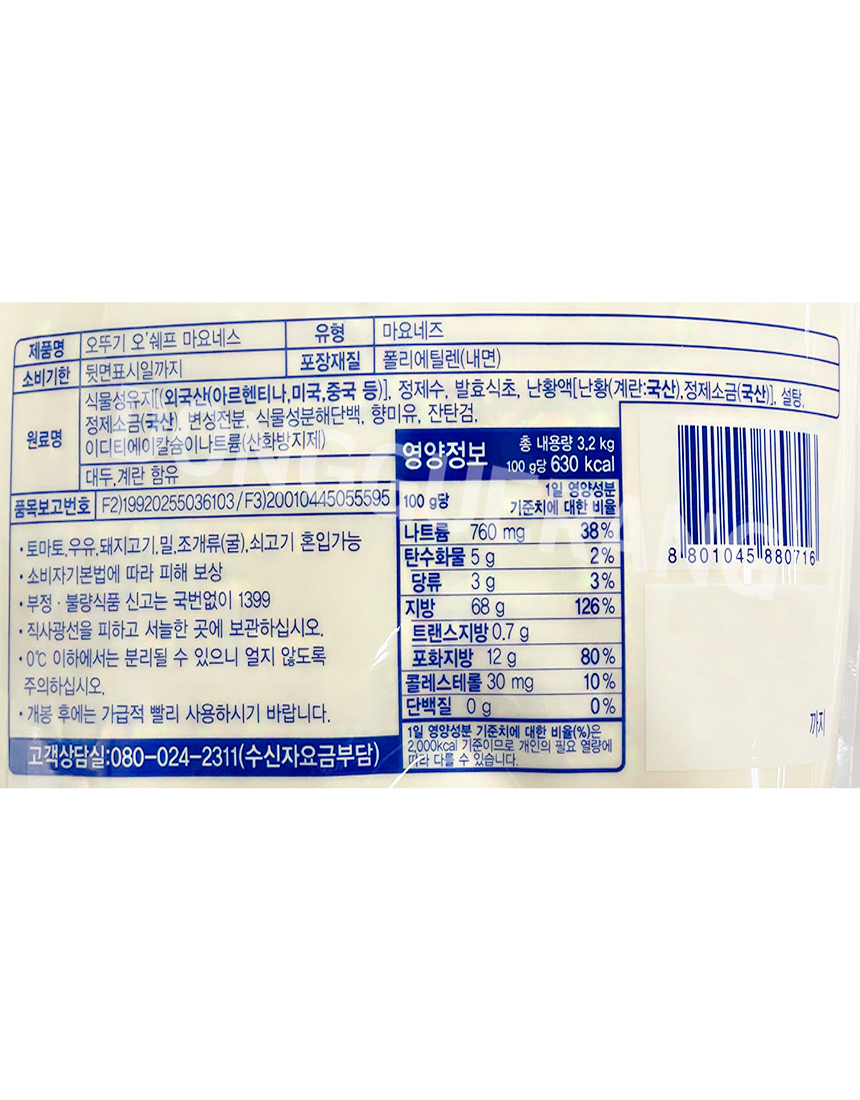 제품명 오뚜기 오'쉐프 마요네스 유형 마요네즈
소비기한 뒷면표시일까지 포장재질 폴리에틸렌(내면)
원료명 식물성유지[(외국산(아르헨티나,미국,중국 등)], 정제수, 발효식초, 난황액[난황(계란:국산),정제소금(국산)], 설탕,
정제소금(국산), 변성전분, 식물성분해단백, 향미유, 잔탄검,
이디티에이칼슘이나트륨(산화방지제)
대두,계란 함유
품목보고번호 F2)19920255036103/F3)20010445055595
•토마토,우유,돼지고기,밀,조개류(굴),쇠고기 혼입가능
•소비자기본법에 따라 피해 보상
•부정·불량식품 신고는 국번없이 1399
•직사광선을 피하고 서늘한 곳에 보관하십시오.
•0℃ 이하에서는 분리될 수 있으니 얼지 않도록
주의하십시오.
•개봉 후에는 가급적 빨리 사용하시기 바랍니다.
고객상담실:080-024-2311(수신자요금부담)
영양정보 총 내용량 3.2 kg
100 g당 630 kcal
100 g당 1일 영양성분
기준치에 대한 비율
나트륨 760 mg 38%
탄수화물 5 g 2%
당류 3 g 3%
지방 68 g 126%
트랜스지방 0.7 g
포화지방 12 g 80%
콜레스테롤 30 mg 10%
단백질 0 g 0%
1일 영양성분 기준치에 대한 비율(%)은
2,000kcal 기준이므로 개인의 필요 열량에
따라 다를 수 있습니다.
8 801045 880716
까지